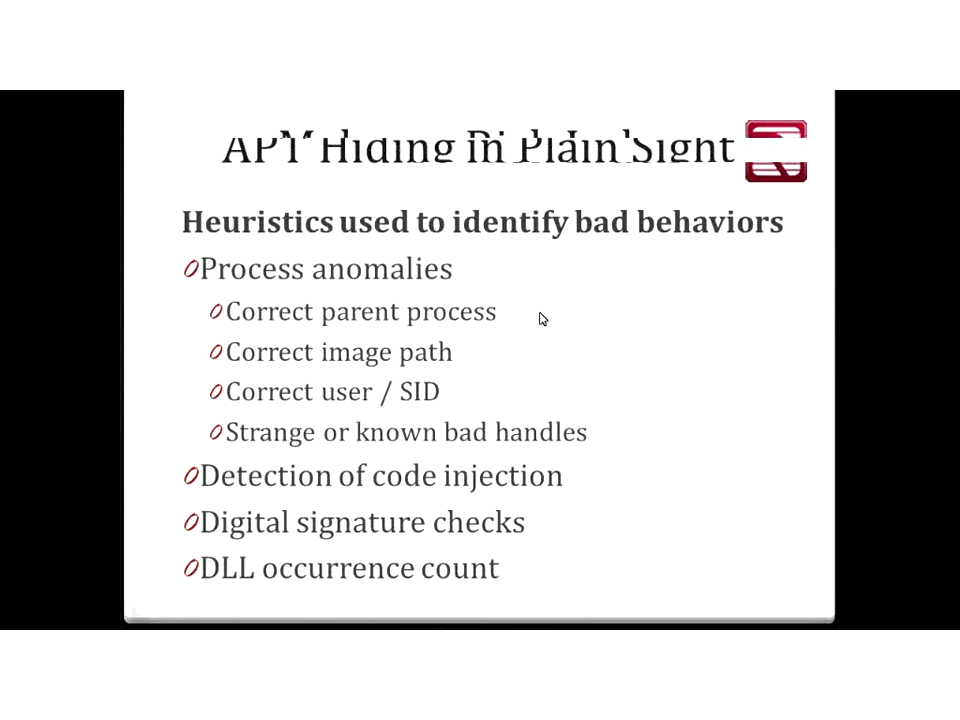 APT Hiding in Plain Sight
Heuristics used to identify bad behaviors
Process anomalies
Correct parent process
Correct image path
Correct user / SID
Strange or known bad handles
Detection of code injection
Digital signature checks
DLL occurrence count